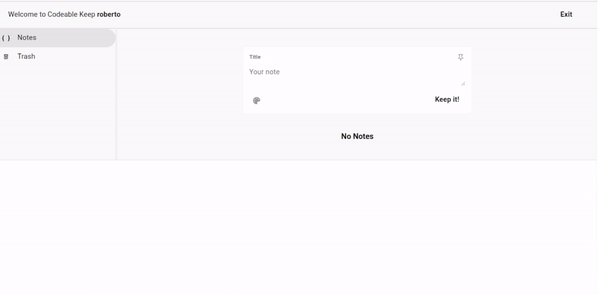 Welcome to Codeable Keep roberto
Exit
Notes
Trash
Title
Your note
@
Keep it!
No Notes